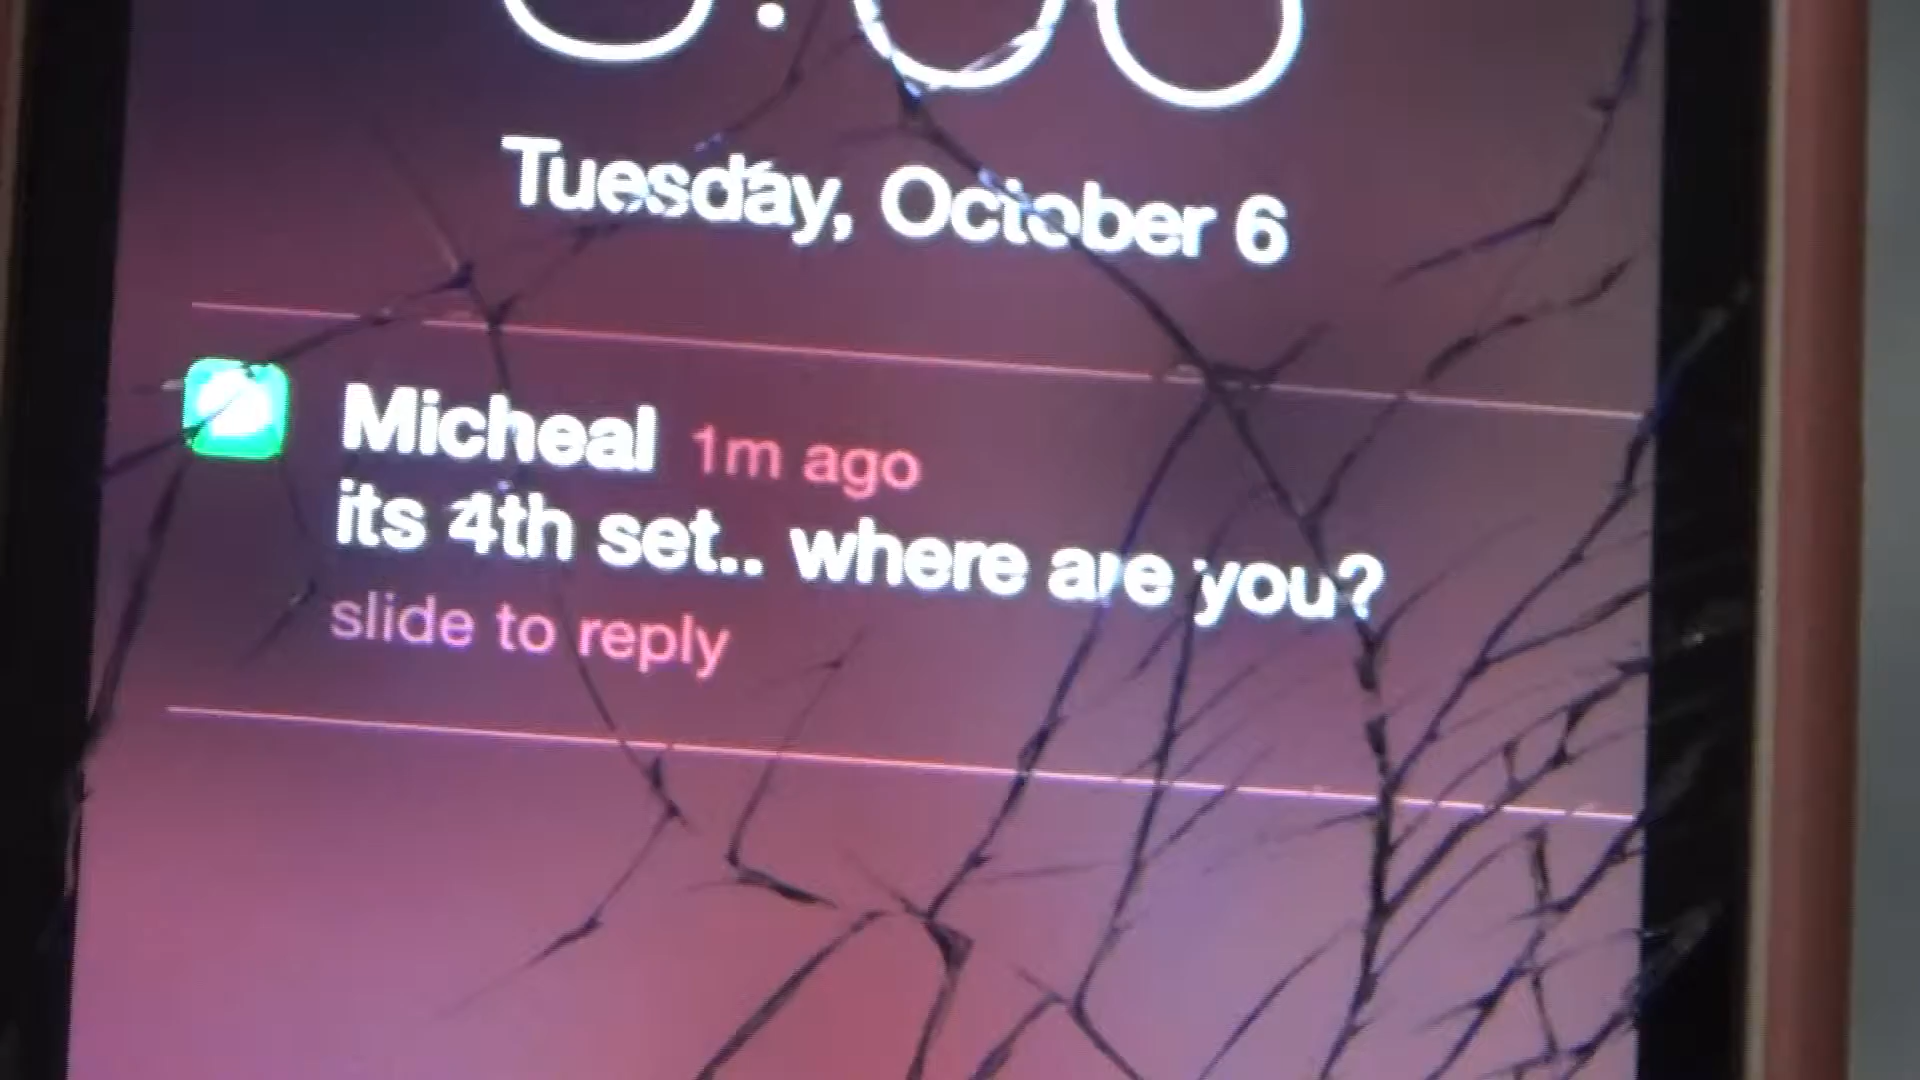 Tuesday, October 6
Micheal 1m ago
its 4th set.. where are you?
slide to reply